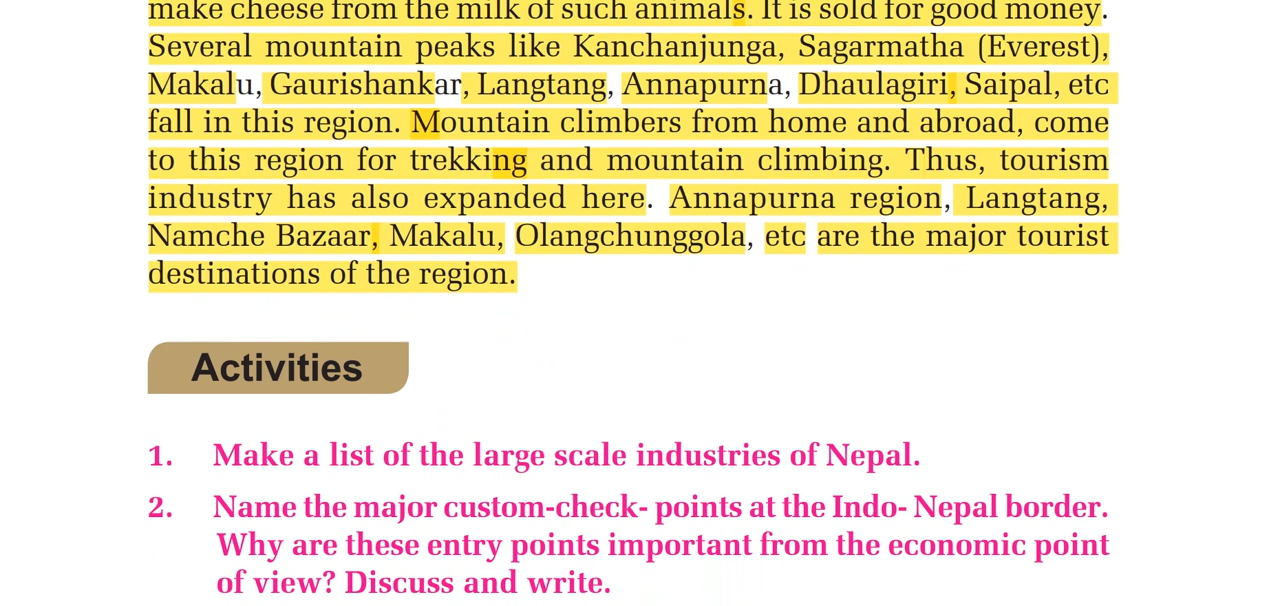 make cheese from the milk of such animals. It is sold for good money.
Several mountain peaks like Kanchanjunga, Sagarmatha (Everest),
Makalu, Gaurishankar, Langtang, Annapurna, Dhaulagiri, Saipal, etc
fall in this region. Mountain climbers from home and abroad, come
to this region for trekking and mountain climbing. Thus, tourism
industry has also expanded here. Annapurna region, Langtang,
Namche Bazaar, Makalu, Olangchunggola, etc are the major tourist
destinations of the region.
Activities
1. Make a list of the large scale industries of Nepal.
2. Name the major custom-check- points at the Indo- Nepal border.
Why are these entry points important from the economic point
of view? Discuss and write.